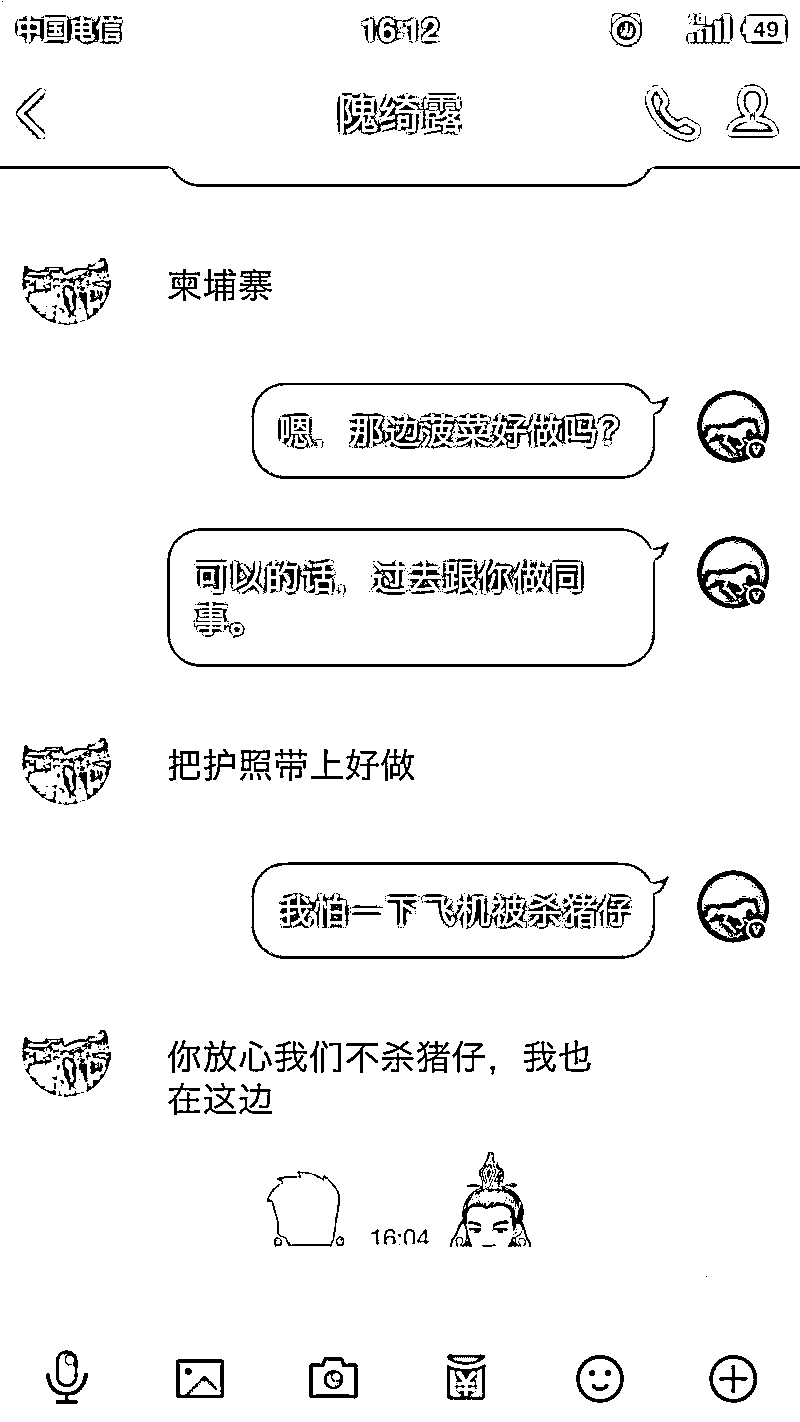 中国电信 16:12 49
隗绮露
柬埔寨
嗯，那边菠菜好做吗？
可以的话，过去跟你做同
事。
把护照带上好做
我怕一下飞机被杀猪仔
你放心我们不杀猪仔，我也
在这边
16:04